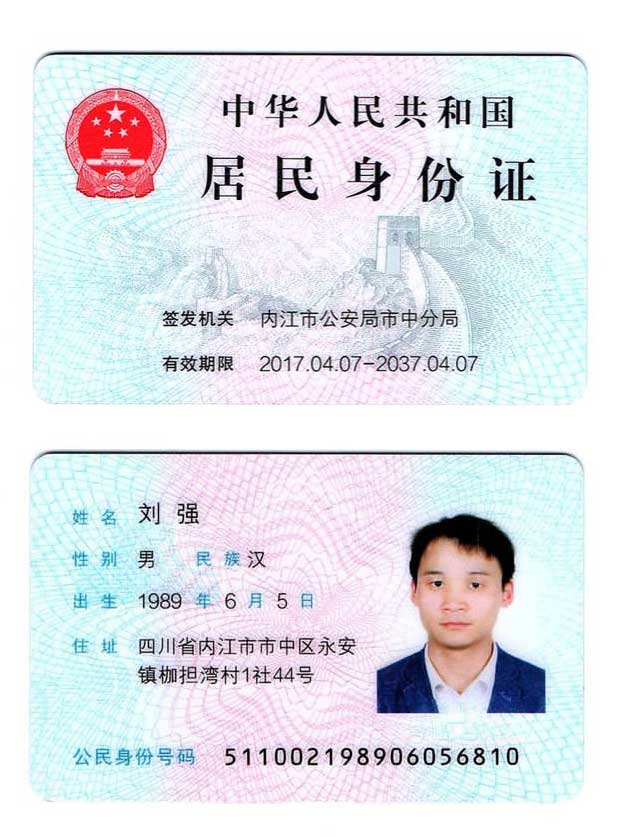 中华人民共和国
居民身份证
签发机关 内江市公安局市中分局
有效期限 2017.04.07-2037.04.07
姓名 刘强
性别 男 民族 汉
出生 1989 年 6 月 5 日
住址 四川省内江市市中区永安
镇枷担湾村1社44号
公民身份号码 511002198906056810